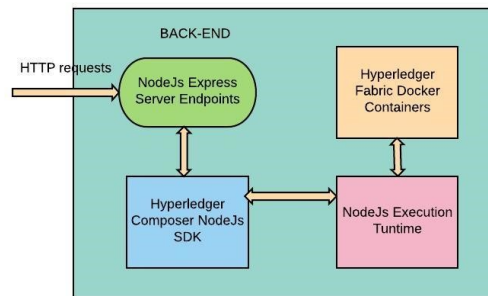 BACK-END
HTTP requests
NodeJs Express
Server Endpoints
Hyperledger
Fabric Docker
Containers
Hyperledger
Composer NodeJs
SDK
NodeJs Execution
Tuntime